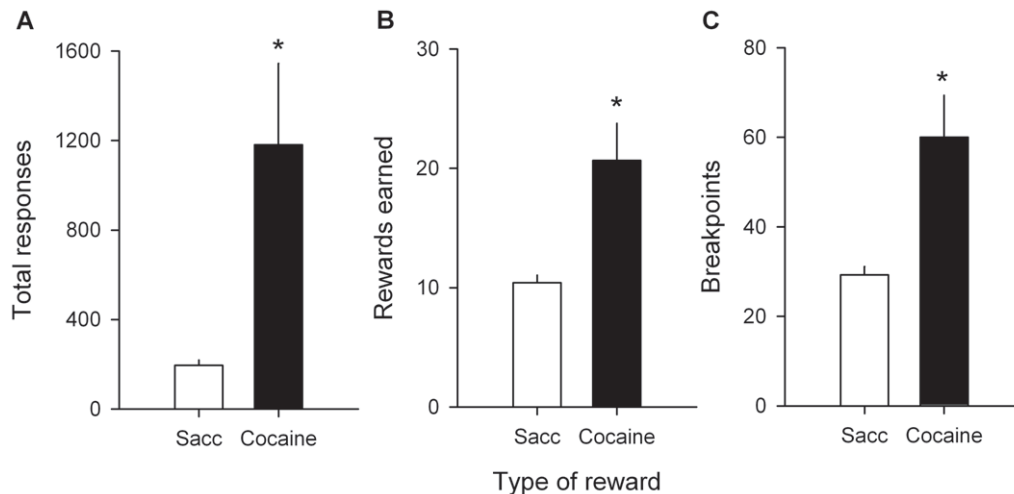 A
Total responses
1600
1200
800
400
0
*
Sacc Cocaine
B
Rewards earned
30
20
10
0
*
Sacc Cocaine
C
Breakpoints
80
60
40
20
0
*
Sacc Cocaine
Type of reward